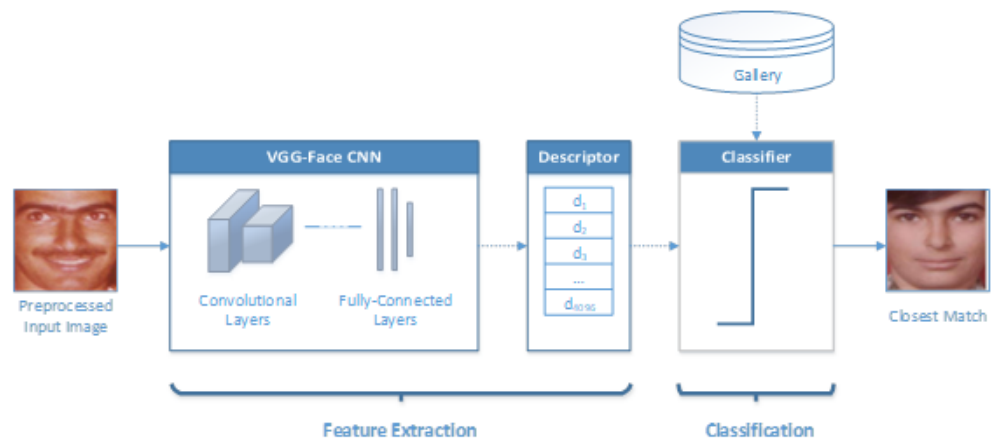 Gallery
VGG-Face CNN
Descriptor
Classifier
d1
d2
d3
...
d4096
Convolutional
Layers
Fully-Connected
Layers
Preprocessed
Input Image
Closest Match
Feature Extraction
Classification